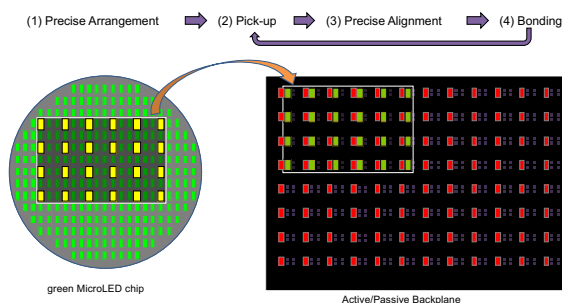 (1) Precise Arrangement (2) Pick-up (3) Precise Alignment (4) Bonding
green MicroLED chip
Active/Passive Backplane